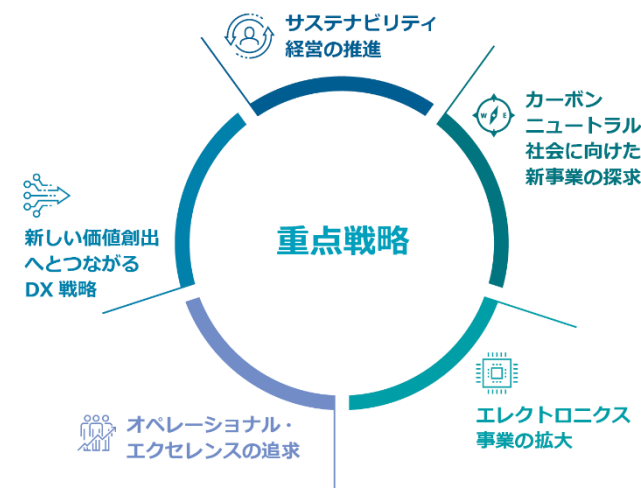 サステナビリティ
経営の推進
カーボン
ニュートラル
社会に向けた
新事業の探求
W E
重点戦略
新しい価値創出
へとつながる
DX 戦略
エレクトロニクス
事業の拡大
オペレーショナル・
エクセレンスの追求